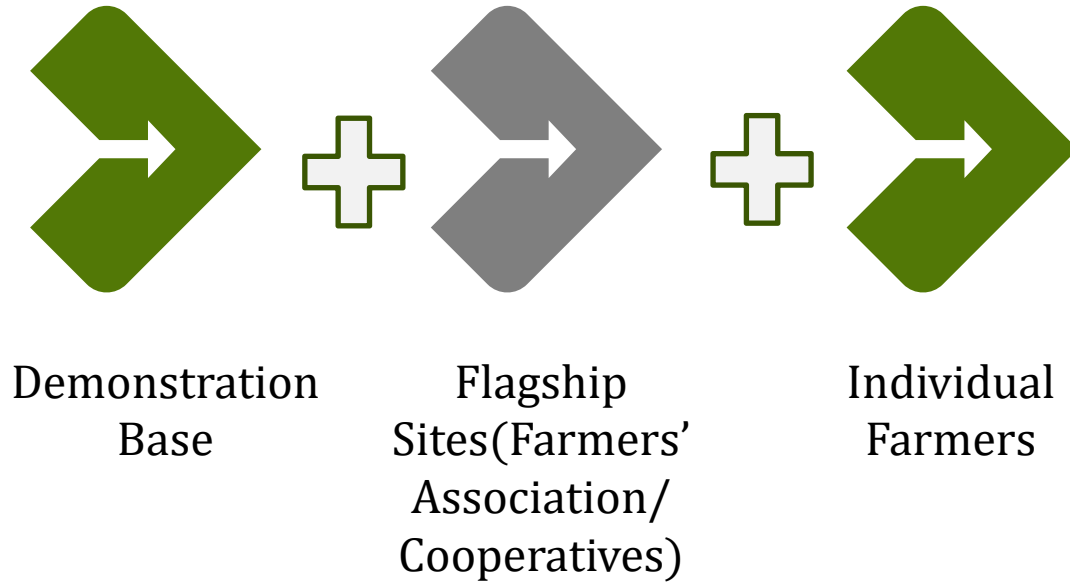 Demonstration
Base
Flagship
Sites(Farmers’
Association/
Cooperatives)
Individual
Farmers